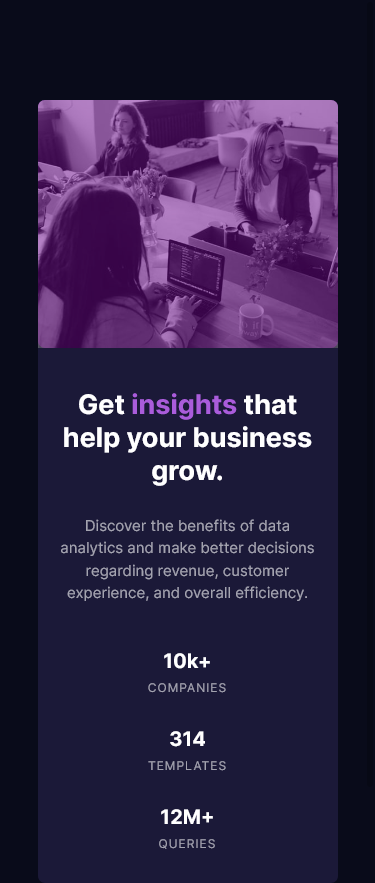 Get insights that
help your business
grow.
Discover the benefits of data
analytics and make better decisions
regarding revenue, customer
experience, and overall efficiency.
10k+
COMPANIES
314
TEMPLATES
12M+
QUERIES